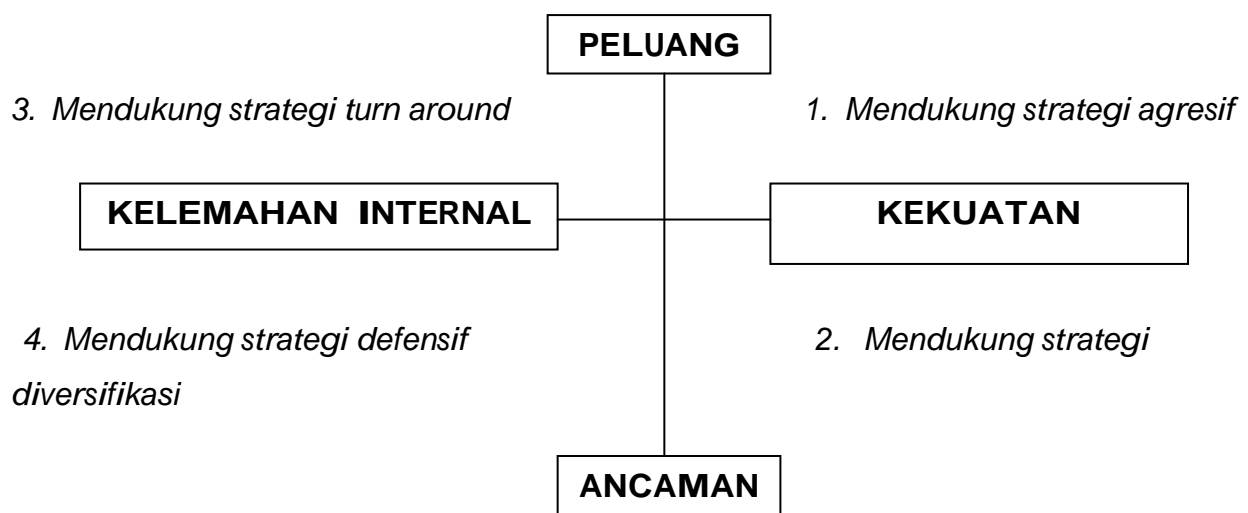 PELUANG
3. Mendukung strategi turn around
1. Mendukung strategi agresif
KELEMAHAN INTERNAL
KEKUATAN
4. Mendukung strategi defensif
2. Mendukung strategi
diversifikasi
ANCAMAN